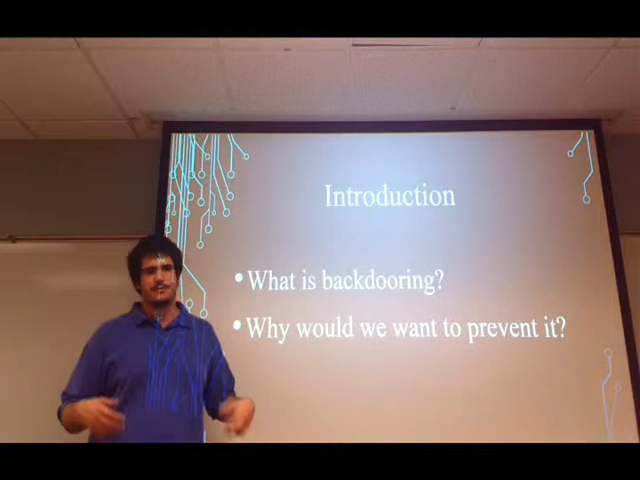 Introduction
• What is backdooring?
• Why would we want to prevent it?